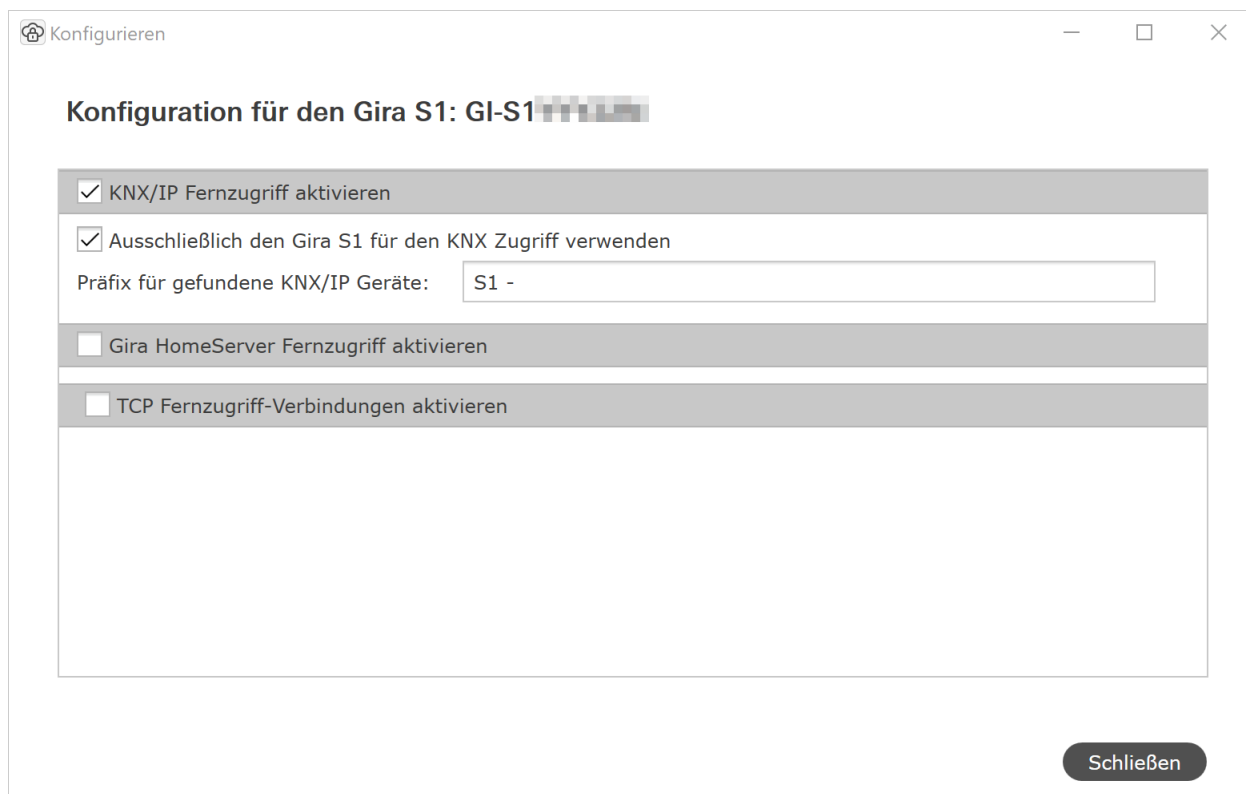 Konfigurieren
Konfiguration für den Gira S1: GI-S1
KNX/IP Fernzugriff aktivieren
Ausschließlich den Gira S1 für den KNX Zugriff verwenden
Präfix für gefundene KNX/IP Geräte: S1 -
Gira HomeServer Fernzugriff aktivieren
TCP Fernzugriff-Verbindungen aktivieren
Schließen